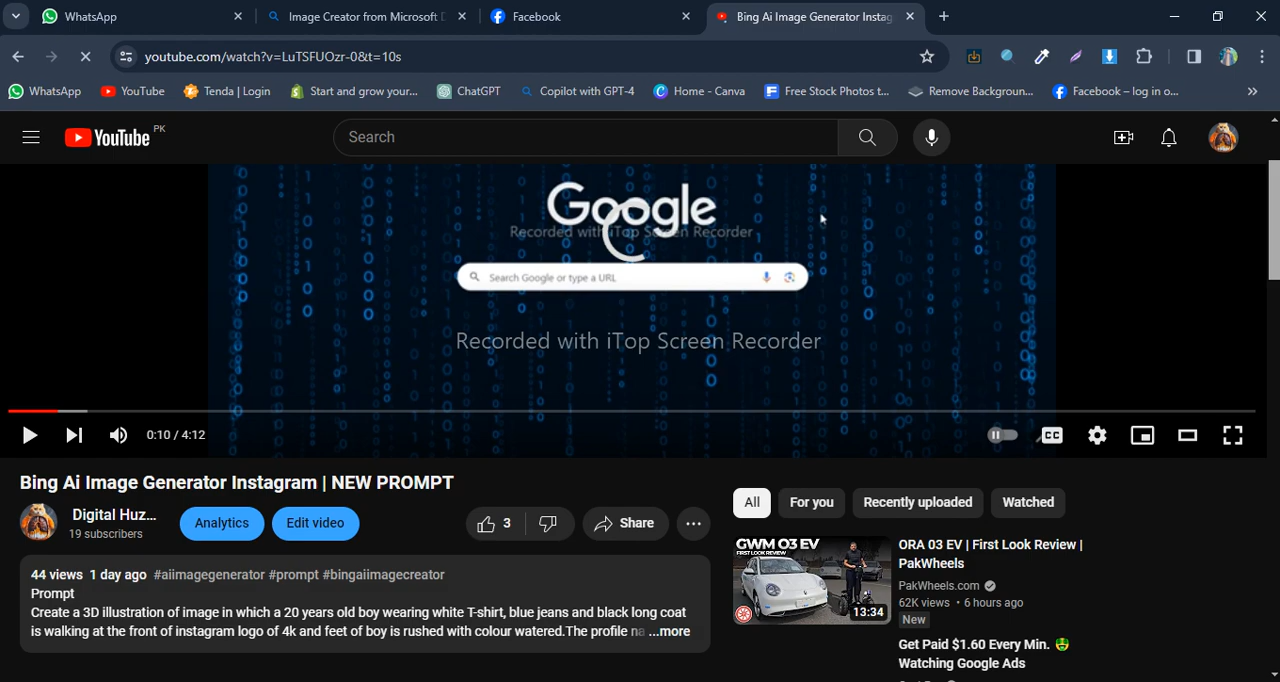 WhatsApp
Image Creator from Microsoft D
Facebook
Bing Ai Image Generator Instag
youtube.com/watch?v=LuTSFUOzr-0&t=10s
WhatsApp
YouTube
Tenda | Login
Start and grow your...
ChatGPT
Copilot with GPT-4
Home - Canva
Free Stock Photos t...
Remove Backgroun...
Facebook – log in o...
YouTube PK
Search
Google
Recorded with iTop Screen Recorder
Search Google or type a URL
Recorded with iTop Screen Recorder
0:10 / 4:12
CC
Bing Ai Image Generator Instagram | NEW PROMPT
Digital Huz...
19 subscribers
Analytics
Edit video
3
Share
44 views 1 day ago #aiimagegenerator #prompt #bingaiimagecreator
Prompt
Create a 3D illustration of image in which a 20 years old boy wearing white T-shirt, blue jeans and black long coat
is walking at the front of instagram logo of 4k and feet of boy is rushed with colour watered.The profile na ...more
All
For you
Recently uploaded
Watched
GWM O3 EV
FIRST LOOK REVIEW
13:34
ORA 03 EV | First Look Review |
PakWheels
PakWheels.com
62K views • 6 hours ago
New
Get Paid $1.60 Every Min. 🤑
Watching Google Ads